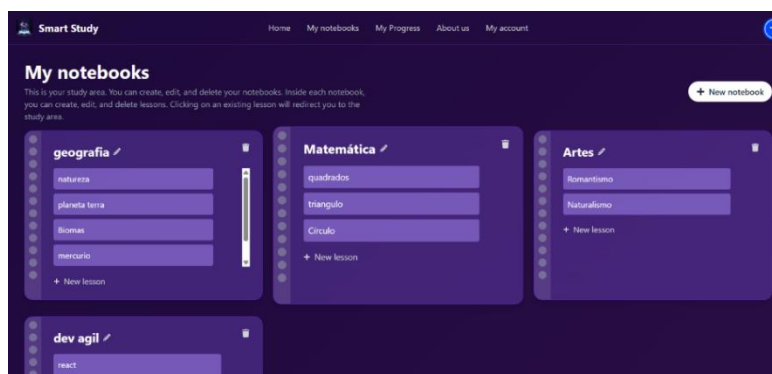 Smart Study
Home My notebooks My Progress About us My account
My notebooks
This is your study area. You can create, edit, and delete your notebooks. Inside each notebook,
you can create, edit, and delete lessons. Clicking on an existing lesson will redirect you to the
study area.
+ New notebook
geografia
natureza
planeta terra
Biomas
mercurio
+ New lesson
Matemática
quadrados
triangulo
Círculo
+ New lesson
Artes
Romantismo
Naturalismo
+ New lesson
dev agil
react